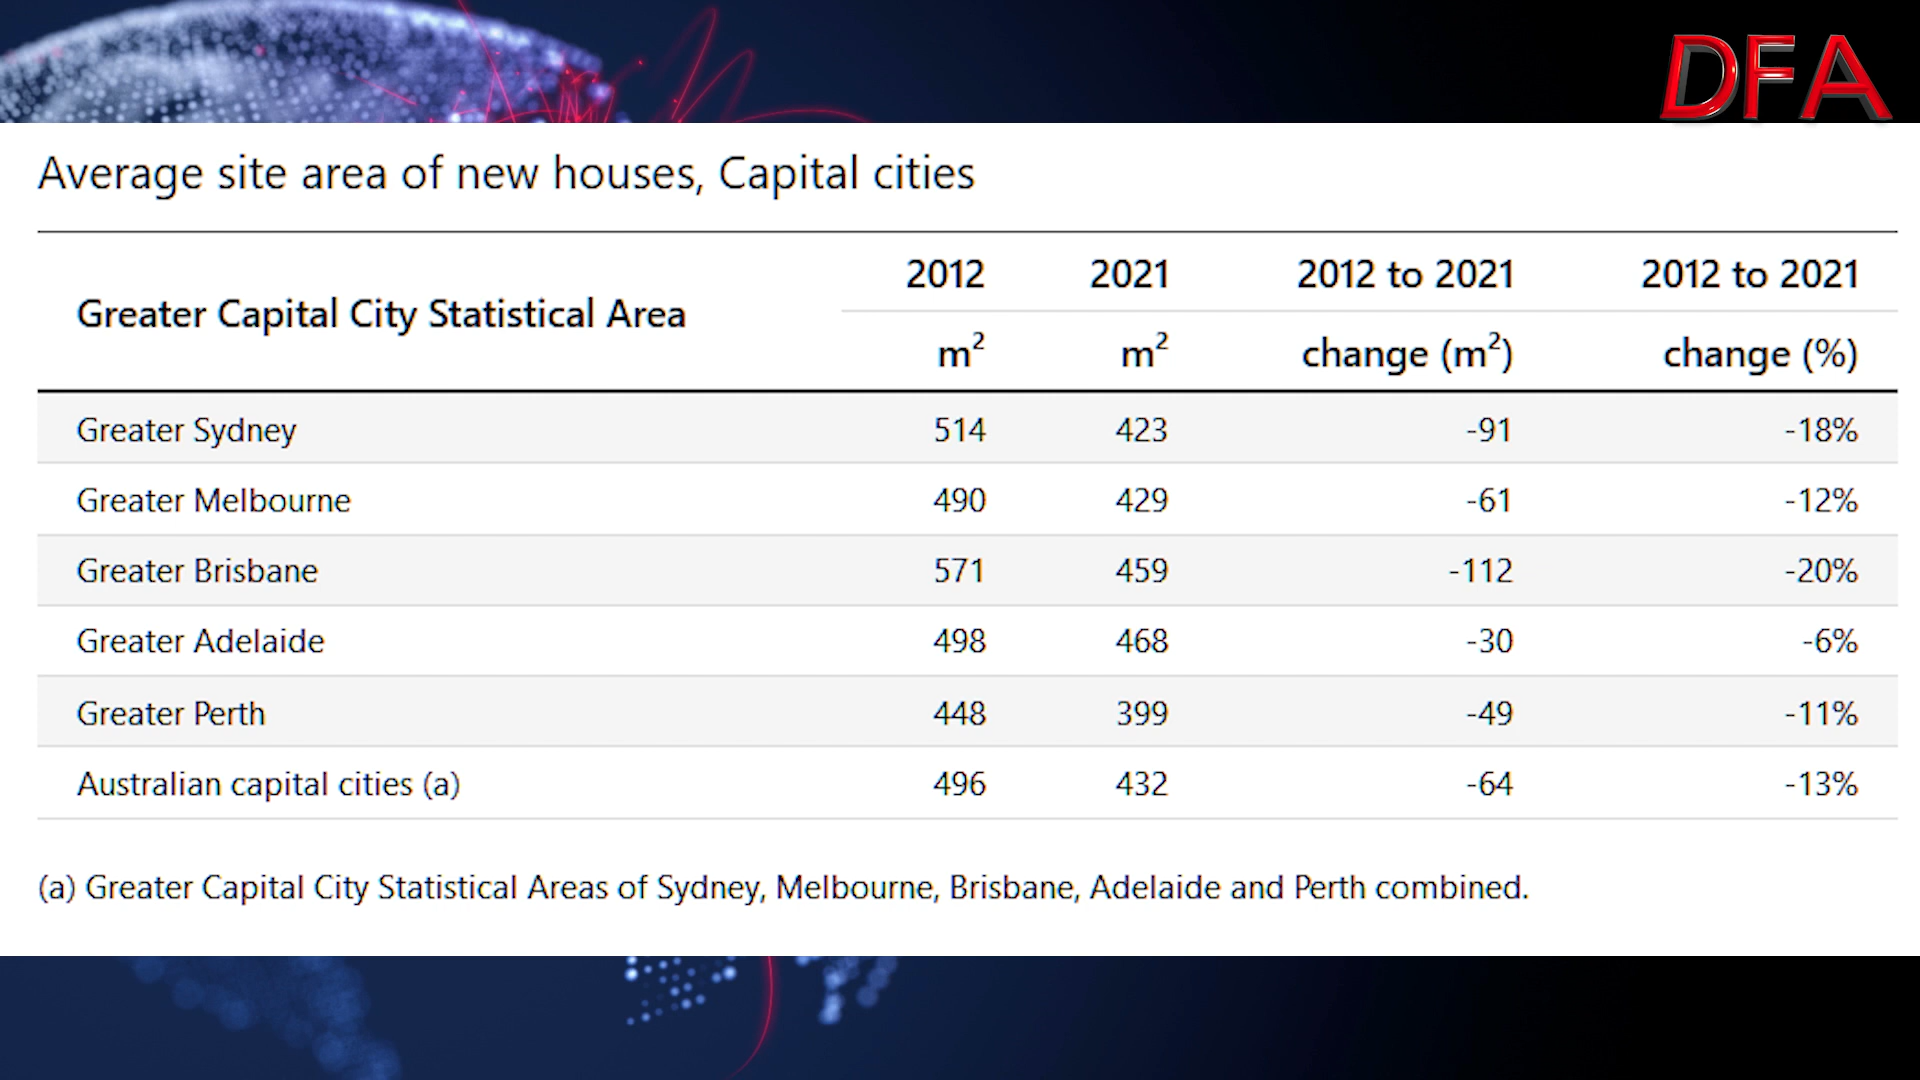 DFA
Average site area of new houses, Capital cities
Greater Capital City Statistical Area 2012 2021 2012 to 2021 2012 to 2021
m² m² change (m²) change (%)
Greater Sydney 514 423 -91 -18%
Greater Melbourne 490 429 -61 -12%
Greater Brisbane 571 459 -112 -20%
Greater Adelaide 498 468 -30 -6%
Greater Perth 448 399 -49 -11%
Australian capital cities (a) 496 432 -64 -13%
(a) Greater Capital City Statistical Areas of Sydney, Melbourne, Brisbane, Adelaide and Perth combined.